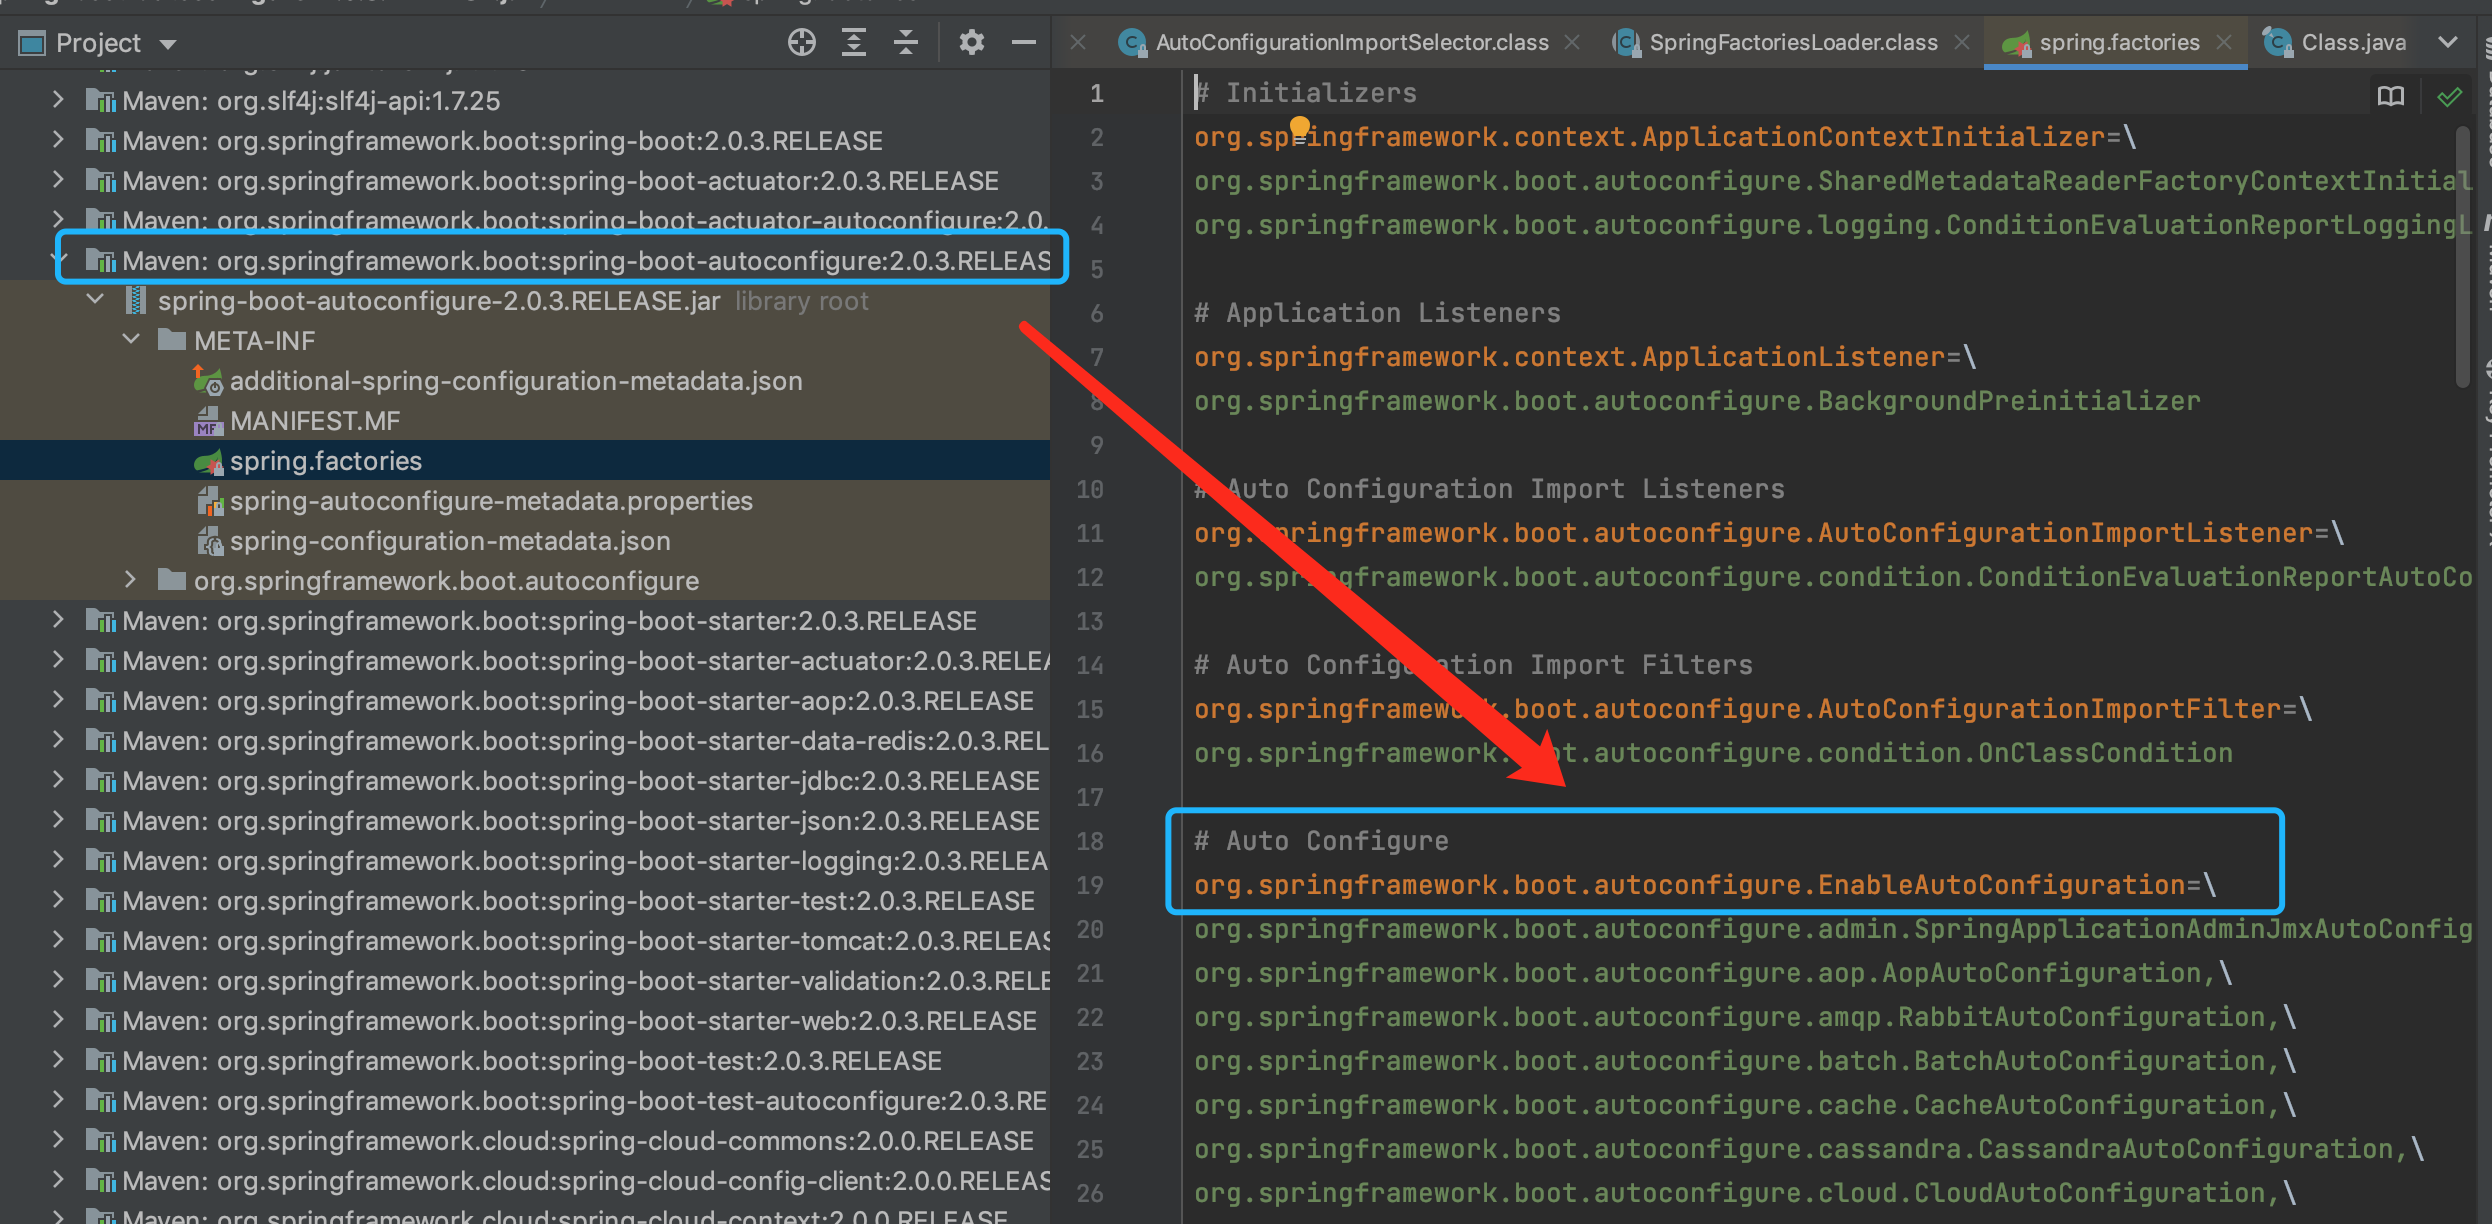 Project
Maven: org.slf4j:slf4j-api:1.7.25
Maven: org.springframework.boot:spring-boot:2.0.3.RELEASE
Maven: org.springframework.boot:spring-boot-actuator:2.0.3.RELEASE
Maven: org.springframework.boot:spring-boot-actuator-autoconfigure:2.0.
Maven: org.springframework.boot:spring-boot-autoconfigure:2.0.3.RELEAS
spring-boot-autoconfigure-2.0.3.RELEASE.jar library root
META-INF
additional-spring-configuration-metadata.json
MANIFEST.MF
spring.factories
spring-autoconfigure-metadata.properties
spring-configuration-metadata.json
org.springframework.boot.autoconfigure
Maven: org.springframework.boot:spring-boot-starter:2.0.3.RELEASE
Maven: org.springframework.boot:spring-boot-starter-actuator:2.0.3.RELEA
Maven: org.springframework.boot:spring-boot-starter-aop:2.0.3.RELEASE
Maven: org.springframework.boot:spring-boot-starter-data-redis:2.0.3.REL
Maven: org.springframework.boot:spring-boot-starter-jdbc:2.0.3.RELEASE
Maven: org.springframework.boot:spring-boot-starter-json:2.0.3.RELEASE
Maven: org.springframework.boot:spring-boot-starter-logging:2.0.3.RELEA
Maven: org.springframework.boot:spring-boot-starter-test:2.0.3.RELEASE
Maven: org.springframework.boot:spring-boot-starter-tomcat:2.0.3.RELEAS
Maven: org.springframework.boot:spring-boot-starter-validation:2.0.3.RELE
Maven: org.springframework.boot:spring-boot-starter-web:2.0.3.RELEASE
Maven: org.springframework.boot:spring-boot-test:2.0.3.RELEASE
Maven: org.springframework.boot:spring-boot-test-autoconfigure:2.0.3.RE
Maven: org.springframework.cloud:spring-cloud-commons:2.0.0.RELEASE
Maven: org.springframework.cloud:spring-cloud-config-client:2.0.0.RELEAS
Maven: org.springframework.cloud:spring-cloud-context:2.0.0.RELEASE
AutoConfigurationImportSelector.class SpringFactoriesLoader.class spring.factories Class.java
1 # Initializers
2 org.springframework.context.ApplicationContextInitializer=\
3 org.springframework.boot.autoconfigure.SharedMetadataReaderFactoryContextInitial
4 org.springframework.boot.autoconfigure.logging.ConditionEvaluationReportLoggingL
5
6 # Application Listeners
7 org.springframework.context.ApplicationListener=\
8 org.springframework.boot.autoconfigure.BackgroundPreinitializer
9
10 # Auto Configuration Import Listeners
11 org.springframework.boot.autoconfigure.AutoConfigurationImportListener=\
12 org.springframework.boot.autoconfigure.condition.ConditionEvaluationReportAutoCo
13
14 # Auto Configuration Import Filters
15 org.springframework.boot.autoconfigure.AutoConfigurationImportFilter=\
16 org.springframework.boot.autoconfigure.condition.OnClassCondition
17
18 # Auto Configure
19 org.springframework.boot.autoconfigure.EnableAutoConfiguration=\
20 org.springframework.boot.autoconfigure.admin.SpringApplicationAdminJmxAutoConfig
21 org.springframework.boot.autoconfigure.aop.AopAutoConfiguration,\
22 org.springframework.boot.autoconfigure.amqp.RabbitAutoConfiguration,\
23 org.springframework.boot.autoconfigure.batch.BatchAutoConfiguration,\
24 org.springframework.boot.autoconfigure.cache.CacheAutoConfiguration,\
25 org.springframework.boot.autoconfigure.cassandra.CassandraAutoConfiguration,\
26 org.springframework.boot.autoconfigure.cloud.CloudAutoConfiguration,\